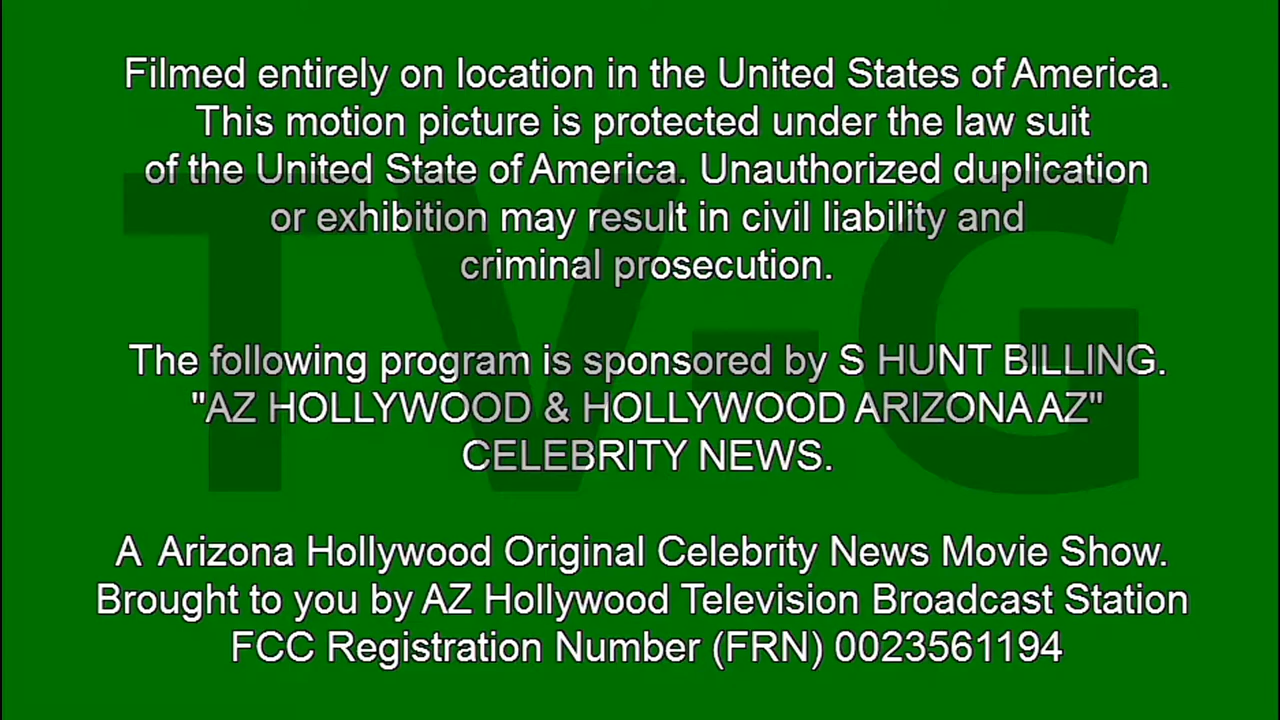 Filmed entirely on location in the United States of America.
This motion picture is protected under the law suit
of the United State of America. Unauthorized duplication
or exhibition may result in civil liability and
criminal prosecution.
TV-G
The following program is sponsored by S HUNT BILLING.
"AZ HOLLYWOOD & HOLLYWOOD ARIZONA AZ"
CELEBRITY NEWS.
A Arizona Hollywood Original Celebrity News Movie Show.
Brought to you by AZ Hollywood Television Broadcast Station
FCC Registration Number (FRN) 0023561194